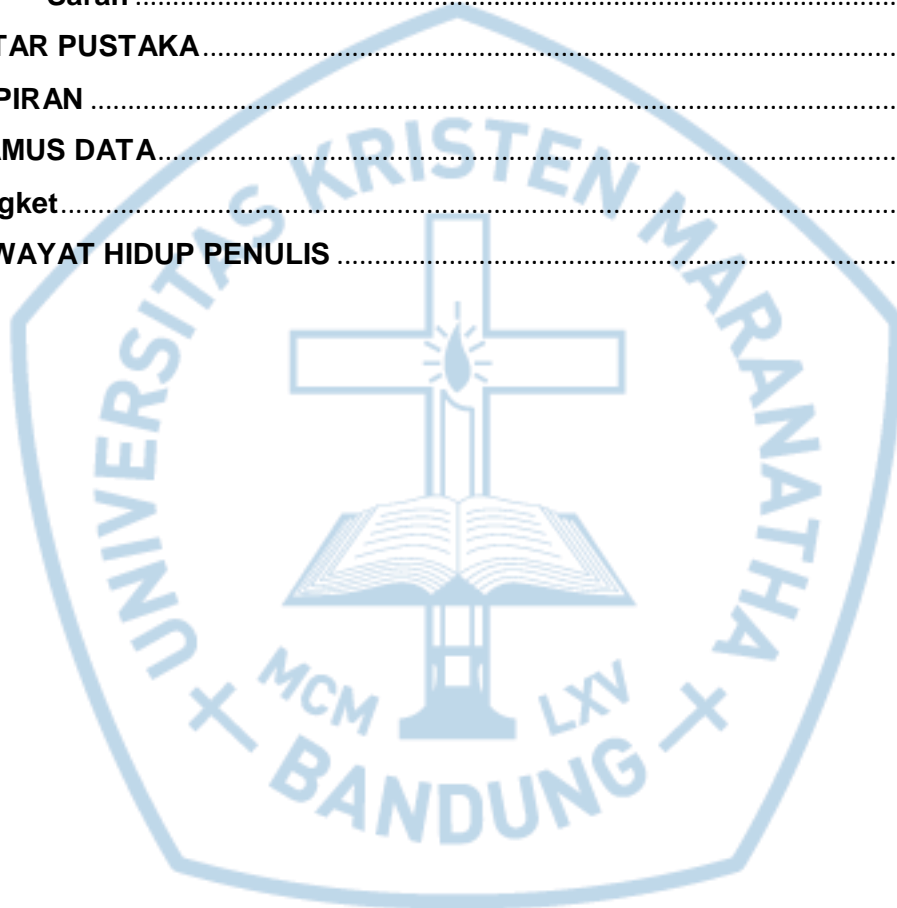 Saran ................................................................
TAR PUSTAKA ................................................................
PIRAN ................................................................
AMUS DATA ................................................................
gket ................................................................
WAYAT HIDUP PENULIS ................................................................
UNIVERSITAS KRISTEN MARANATHA
MCM LXV
BANDUNG